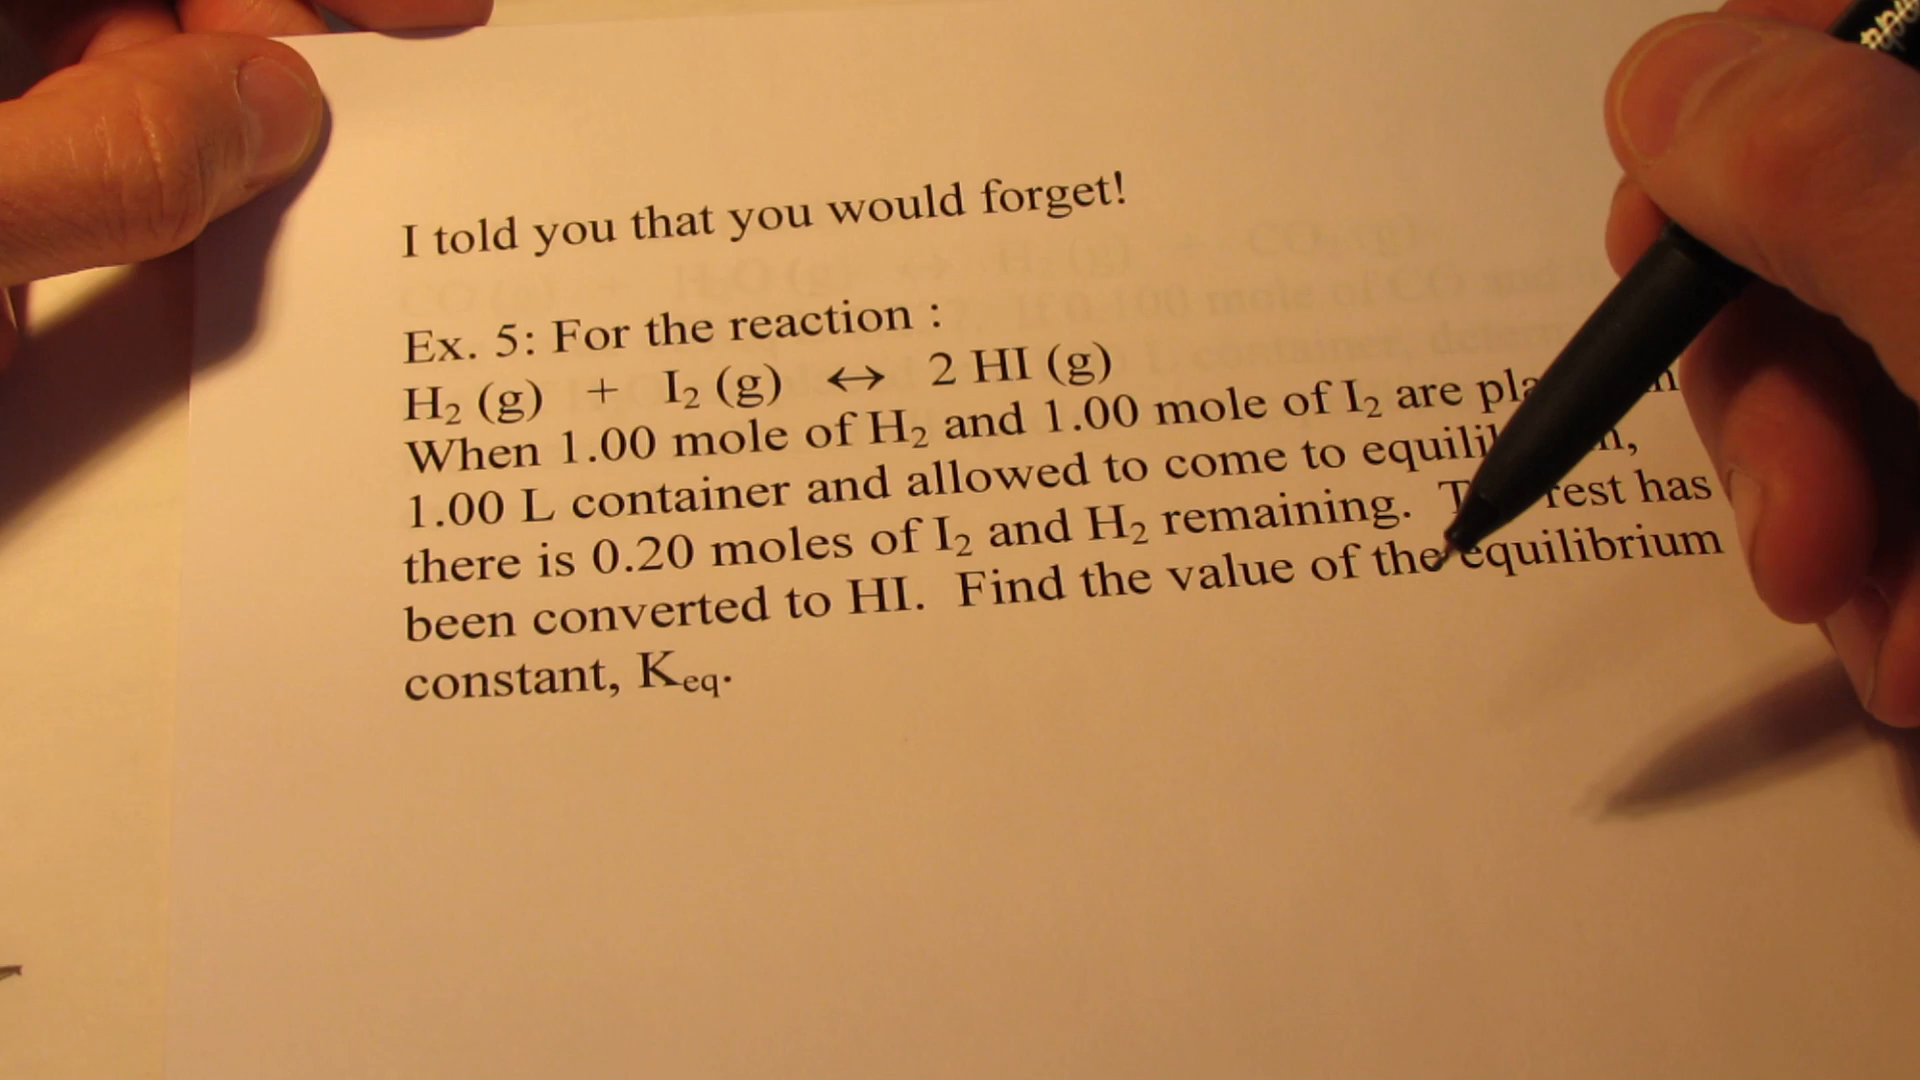 I told you that you would forget!
Ex. 5: For the reaction :
H₂ (g) + I₂ (g) ↔ 2 HI (g)
When 1.00 mole of H₂ and 1.00 mole of I₂ are
1.00 L container and allowed to come to
there is 0.20 moles of I₂ and H₂ remaining. rest has
been converted to HI. Find the value of the equilibrium
constant, Keq.